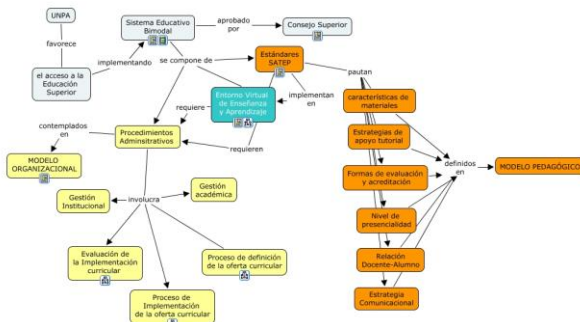 UNPA
favorece
el acceso a la
Educación
Superior
implementando
Sistema Educativo
Bimodal
aprobado
por
Consejo Superior
se compone de
Estándares
SATEP
implementan
en
Entorno Virtual
de Enseñanza
y Aprendizaje
requiere
requieren
Procedimientos
Adminsitrativos
contemplados
en
MODELO
ORGANIZACIONAL
involucra
Gestión
Institucional
Gestión
académica
Evaluación de
la Implementación
curricular
Proceso de
Implementación
de la oferta curricular
Proceso de definición
de la oferta curricular
pautan
características de
materiales
Estrategias de
apoyo tutorial
Formas de evaluación
y acreditación
Nivel de
presencialidad
Relación
Docente-Alumno
Estrategia
Comunicacional
definidos
en
MODELO PEDAGÓGICO